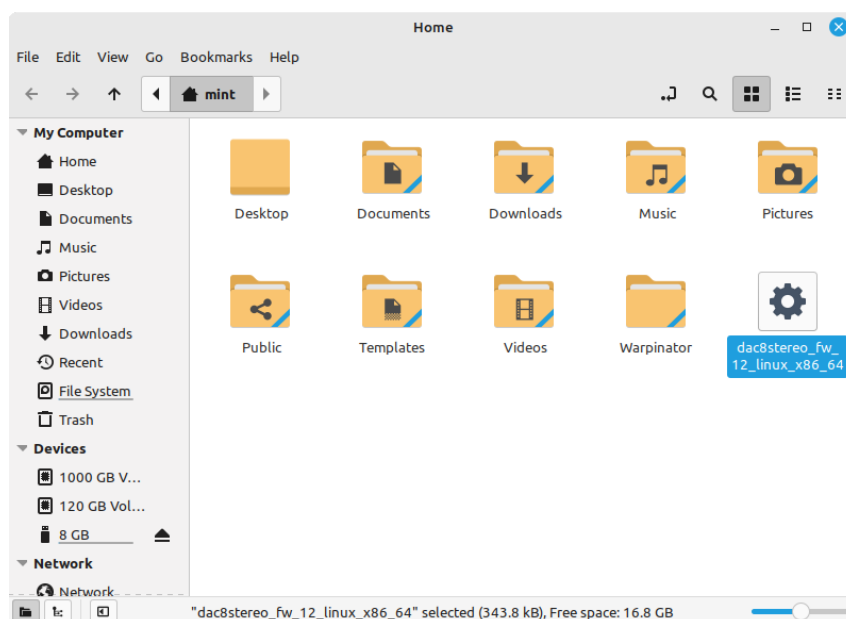 Home
File Edit View Go Bookmarks Help
mint
My Computer
Home
Desktop
Documents
Music
Pictures
Videos
Downloads
Recent
File System
Trash
Devices
1000 GB V...
120 GB Vol...
8 GB
Network
Network
Desktop Documents Downloads Music Pictures
Public Templates Videos Warpinator dac8stereo_fw_
12_linux_x86_64
"dac8stereo_fw_12_linux_x86_64" selected (343.8 kB), Free space: 16.8 GB